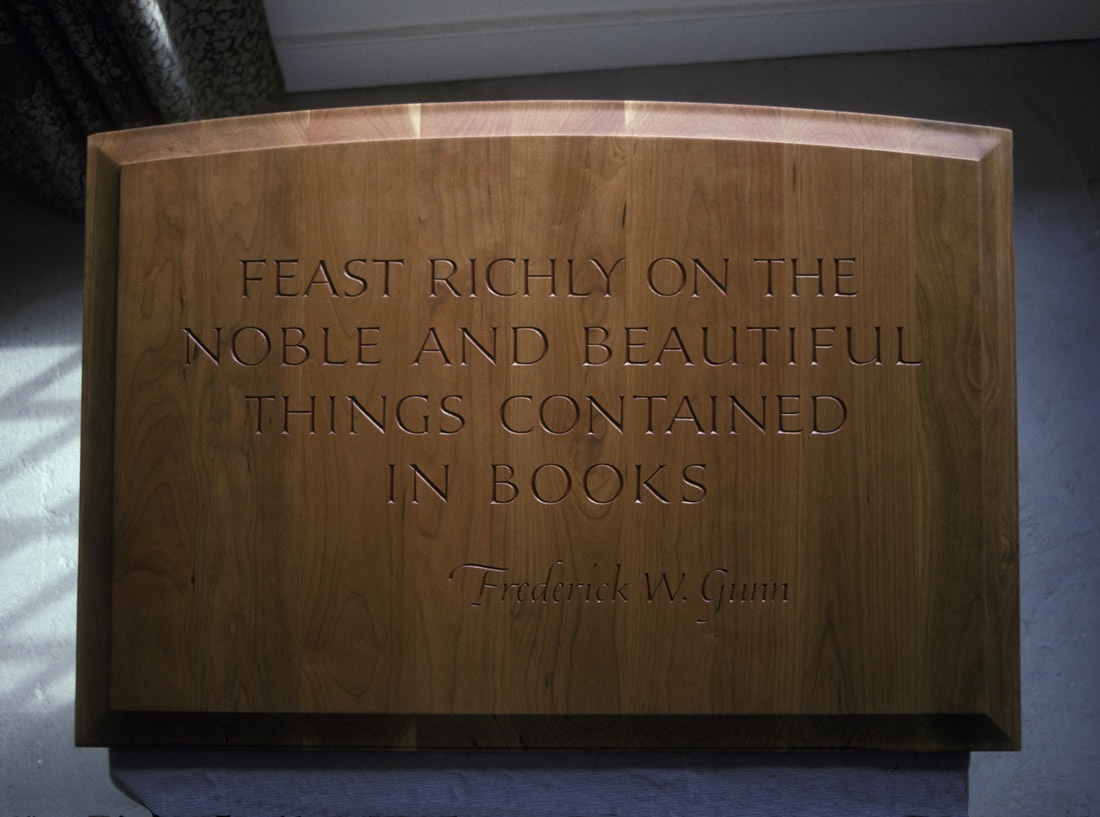 FEAST RICHLY ON THE
NOBLE AND BEAUTIFUL
THINGS CONTAINED
IN BOOKS
Frederick W. Gunn